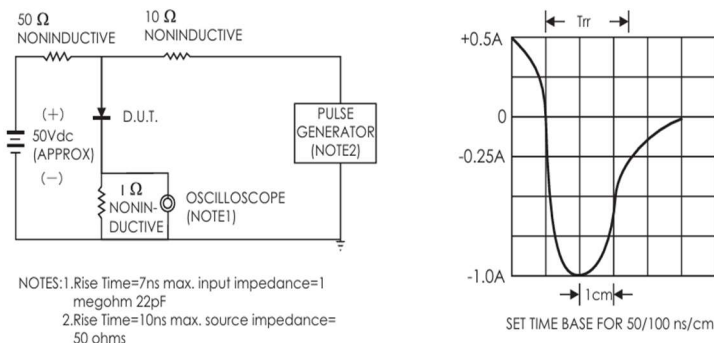 50 Ω
NONINDUCTIVE
10 Ω
NONINDUCTIVE
(+)
50Vdc
(APPROX)
(−)
D.U.T.
PULSE
GENERATOR
(NOTE2)
1 Ω
NONIN-
DUCTIVE
OSCILLOSCOPE
(NOTE1)
NOTES:1.Rise Time=7ns max. input impedance=1
megohm 22pF
2.Rise Time=10ns max. source impedance=
50 ohms
Trr
+0.5A
0
-0.25A
-1.0A
1cm
SET TIME BASE FOR 50/100 ns/cm